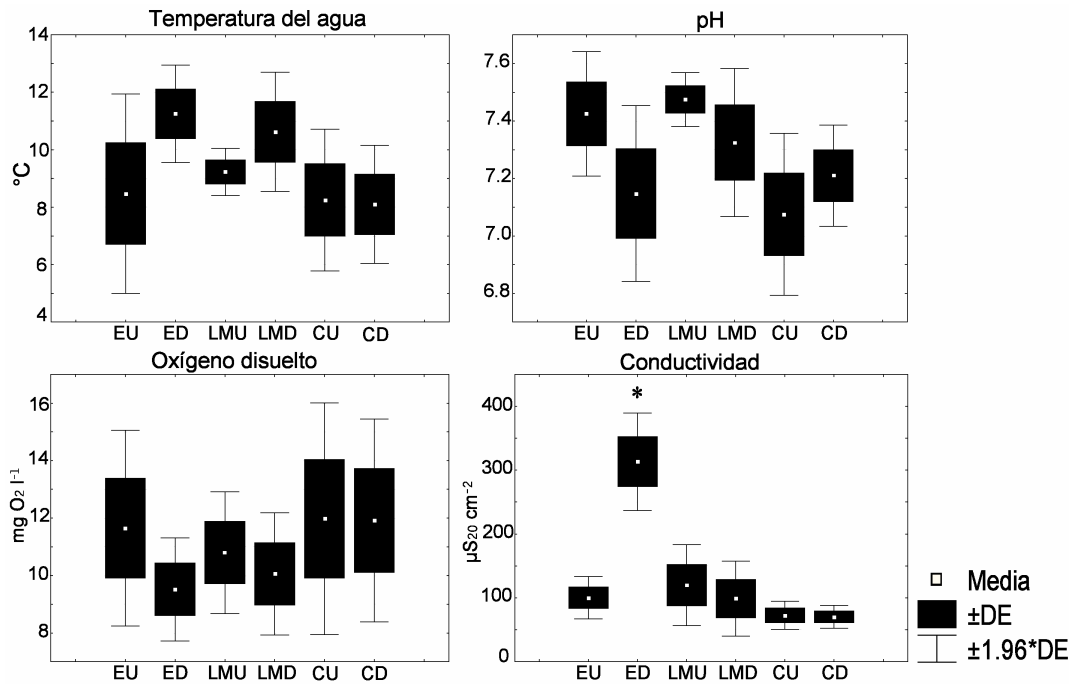 Temperatura del agua
14
12
10
8
6
4
°C
EU ED LMU LMD CU CD
pH
7.6
7.4
7.2
7.0
6.8
EU ED LMU LMD CU CD
Oxígeno disuelto
16
14
12
10
8
mg O₂ l⁻¹
EU ED LMU LMD CU CD
Conductividad
400
300
200
100
0
µS₂₀ cm⁻²
*
EU ED LMU LMD CU CD
Media
±DE
±1.96*DE